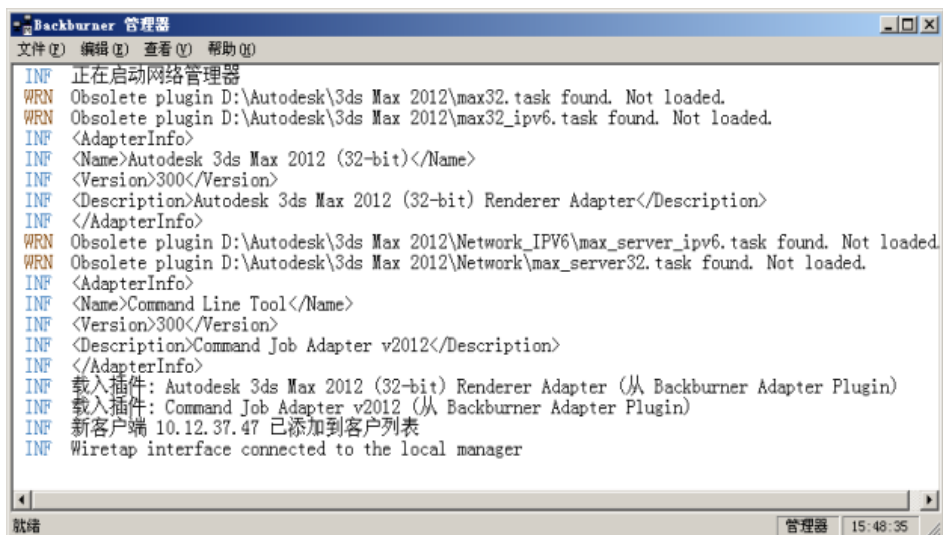 Backburner 管理器
文件(F) 编辑(E) 查看(V) 帮助(H)
INF 正在启动网络管理器
WRN Obsolete plugin D:\Autodesk\3ds Max 2012\max32.task found. Not loaded.
WRN Obsolete plugin D:\Autodesk\3ds Max 2012\max32_ipv6.task found. Not loaded.
INF <AdapterInfo>
INF <Name>Autodesk 3ds Max 2012 (32-bit)</Name>
INF <Version>300</Version>
INF <Description>Autodesk 3ds Max 2012 (32-bit) Renderer Adapter</Description>
INF </AdapterInfo>
WRN Obsolete plugin D:\Autodesk\3ds Max 2012\Network_IPV6\max_server_ipv6.task found. Not loaded.
WRN Obsolete plugin D:\Autodesk\3ds Max 2012\Network\max_server32.task found. Not loaded.
INF <AdapterInfo>
INF <Name>Command Line Tool</Name>
INF <Version>300</Version>
INF <Description>Command Job Adapter v2012</Description>
INF </AdapterInfo>
INF 载入插件: Autodesk 3ds Max 2012 (32-bit) Renderer Adapter (从 Backburner Adapter Plugin)
INF 载入插件: Command Job Adapter v2012 (从 Backburner Adapter Plugin)
INF 新客户端 10.12.37.47 已添加到客户列表
INF Wiretap interface connected to the local manager
就绪 管理器 15:48:35